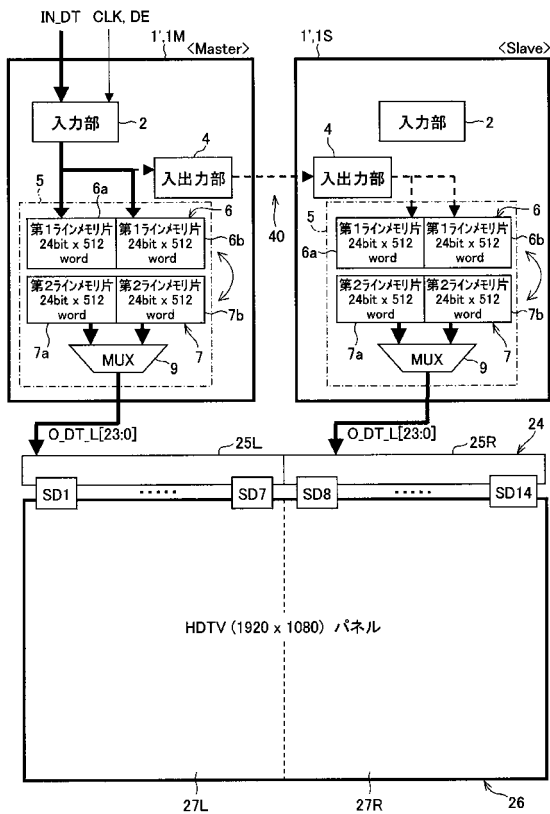 IN_DT CLK, DE
1',1M <Master>
1',1S <Slave>
入力部 2
入力部 2
4
入出力部
4
入出力部
40
5
6a
6
第1ラインメモリ片 24bit x 512 word
第1ラインメモリ片 24bit x 512 word
6b
第2ラインメモリ片 24bit x 512 word
第2ラインメモリ片 24bit x 512 word
7b
7a
7
MUX
9
5
6
6a
第1ラインメモリ片 24bit x 512 word
第1ラインメモリ片 24bit x 512 word
6b
第2ラインメモリ片 24bit x 512 word
第2ラインメモリ片 24bit x 512 word
7b
7a
7
MUX
9
O_DT_L[23:0]
O_DT_L[23:0]
25L
25R
24
SD1
.....
SD7
SD8
.....
SD14
HDTV (1920 x 1080) パネル
27L
27R
26